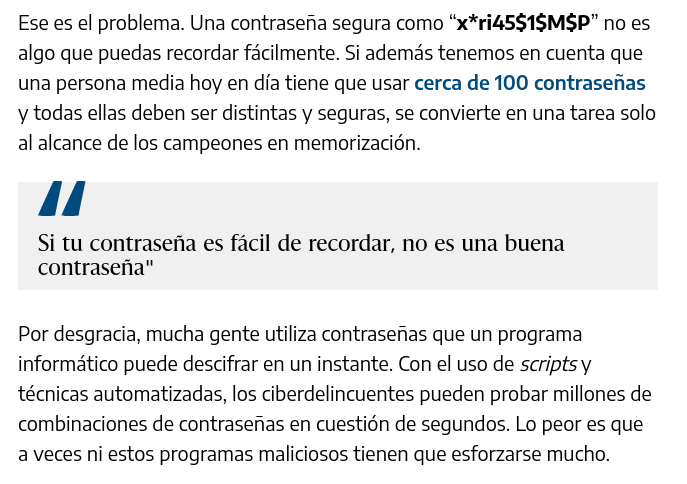 Ese es el problema. Una contraseña segura como “x*ri45$1$M$P” no es
algo que puedas recordar fácilmente. Si además tenemos en cuenta que
una persona media hoy en día tiene que usar cerca de 100 contraseñas
y todas ellas deben ser distintas y seguras, se convierte en una tarea solo
al alcance de los campeones en memorización.
“
Si tu contraseña es fácil de recordar, no es una buena
contraseña"
Por desgracia, mucha gente utiliza contraseñas que un programa
informático puede descifrar en un instante. Con el uso de scripts y
técnicas automatizadas, los ciberdelincuentes pueden probar millones de
combinaciones de contraseñas en cuestión de segundos. Lo peor es que
a veces ni estos programas maliciosos tienen que esforzarse mucho.